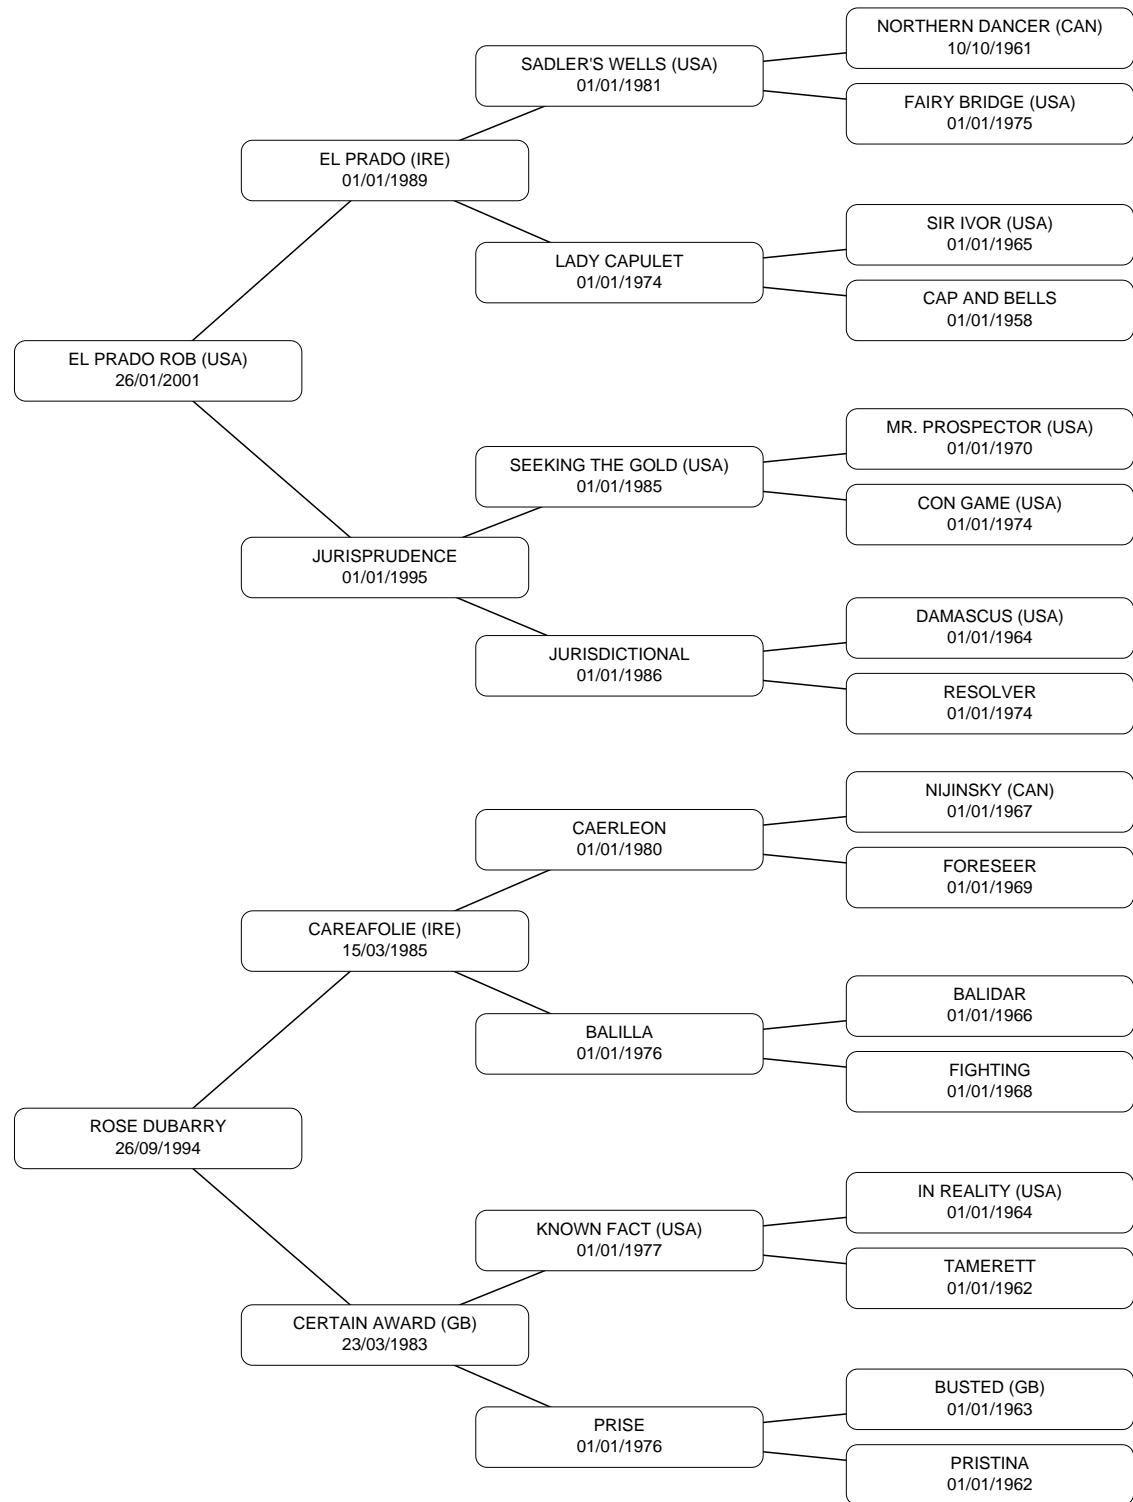 NORTHERN DANCER (CAN)
10/10/1961
SADLER'S WELLS (USA)
01/01/1981
FAIRY BRIDGE (USA)
01/01/1975
EL PRADO (IRE)
01/01/1989
SIR IVOR (USA)
01/01/1965
LADY CAPULET
01/01/1974
CAP AND BELLS
01/01/1958
EL PRADO ROB (USA)
26/01/2001
MR. PROSPECTOR (USA)
01/01/1970
SEEKING THE GOLD (USA)
01/01/1985
CON GAME (USA)
01/01/1974
JURISPRUDENCE
01/01/1995
DAMASCUS (USA)
01/01/1964
JURISDICTIONAL
01/01/1986
RESOLVER
01/01/1974
NIJINSKY (CAN)
01/01/1967
CAERLEON
01/01/1980
FORESEER
01/01/1969
CAREAFOLIE (IRE)
15/03/1985
BALIDAR
01/01/1966
BALILLA
01/01/1976
FIGHTING
01/01/1968
ROSE DUBARRY
26/09/1994
IN REALITY (USA)
01/01/1964
KNOWN FACT (USA)
01/01/1977
TAMERETT
01/01/1962
CERTAIN AWARD (GB)
23/03/1983
BUSTED (GB)
01/01/1963
PRISE
01/01/1976
PRISTINA
01/01/1962